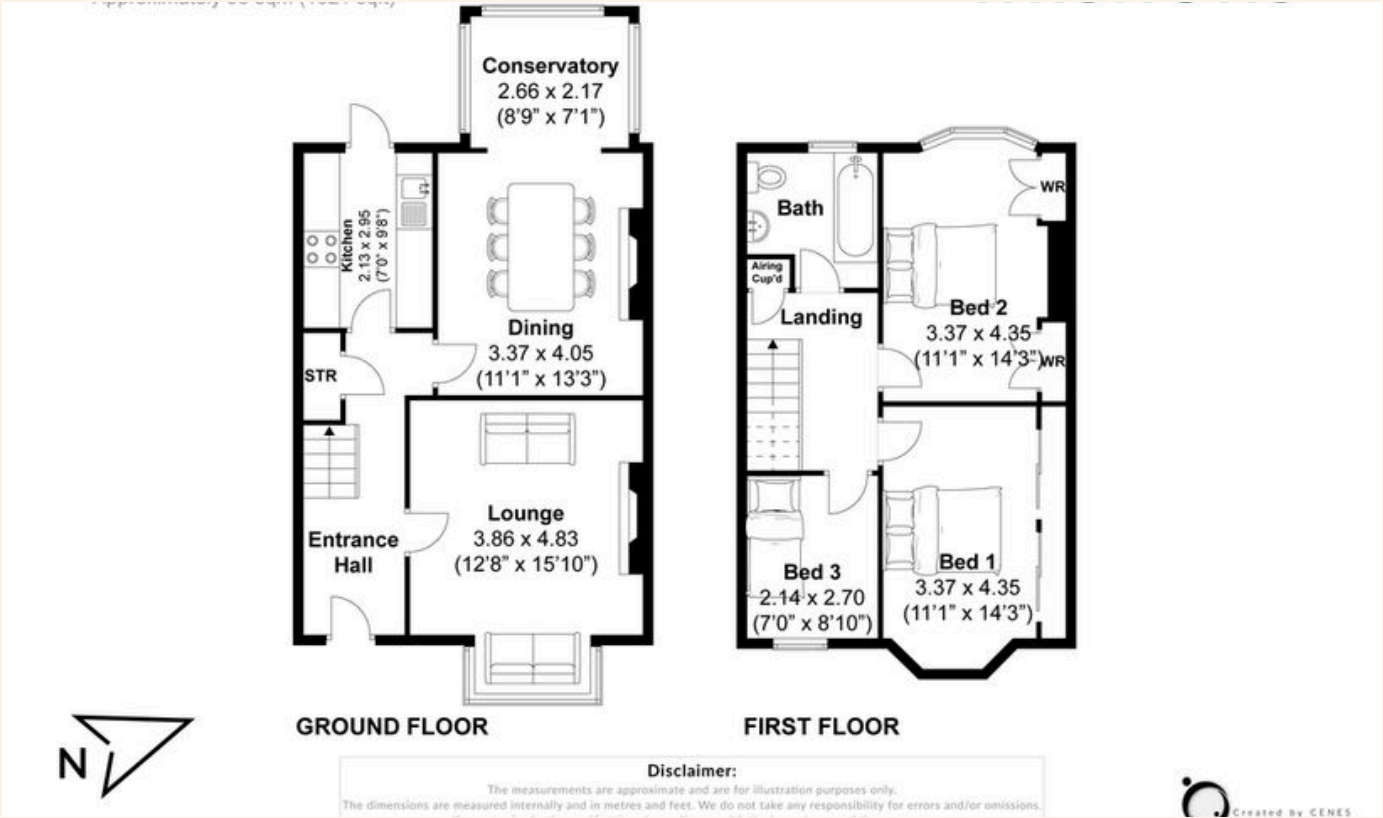 Conservatory
2.66 x 2.17
(8'9" x 7'1")
Kitchen
2.13 x 2.95
(7'0" x 9'8")
Dining
3.37 x 4.05
(11'1" x 13'3")
STR
Lounge
3.86 x 4.83
(12'8" x 15'10")
Entrance
Hall
GROUND FLOOR
Bath
WR
Airing
Cup'd
Landing
Bed 2
3.37 x 4.35
(11'1" x 14'3")
WR
Bed 1
3.37 x 4.35
(11'1" x 14'3")
Bed 3
2.14 x 2.70
(7'0" x 8'10")
FIRST FLOOR
N
Disclaimer:
The measurements are approximate and are for illustration purposes only.
The dimensions are measured internally and in metres and feet. We do not take any responsibility for errors and/or omissions.
Created by CENES